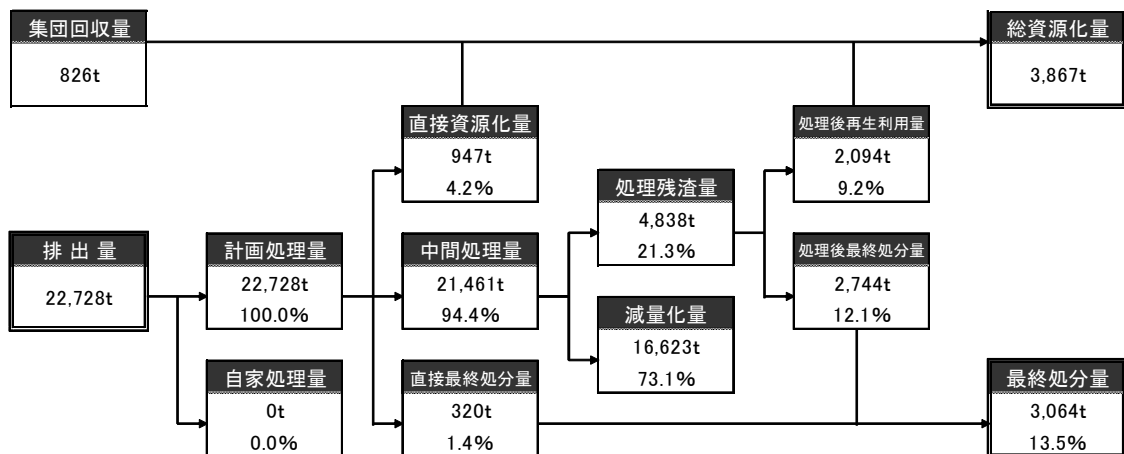 集団回収量
826t
総資源化量
3,867t
直接資源化量
947t
4.2%
処理後再生利用量
2,094t
9.2%
処理残渣量
4,838t
21.3%
排出量
22,728t
計画処理量
22,728t
100.0%
中間処理量
21,461t
94.4%
処理後最終処分量
2,744t
12.1%
減量化量
16,623t
73.1%
自家処理量
0t
0.0%
直接最終処分量
320t
1.4%
最終処分量
3,064t
13.5%